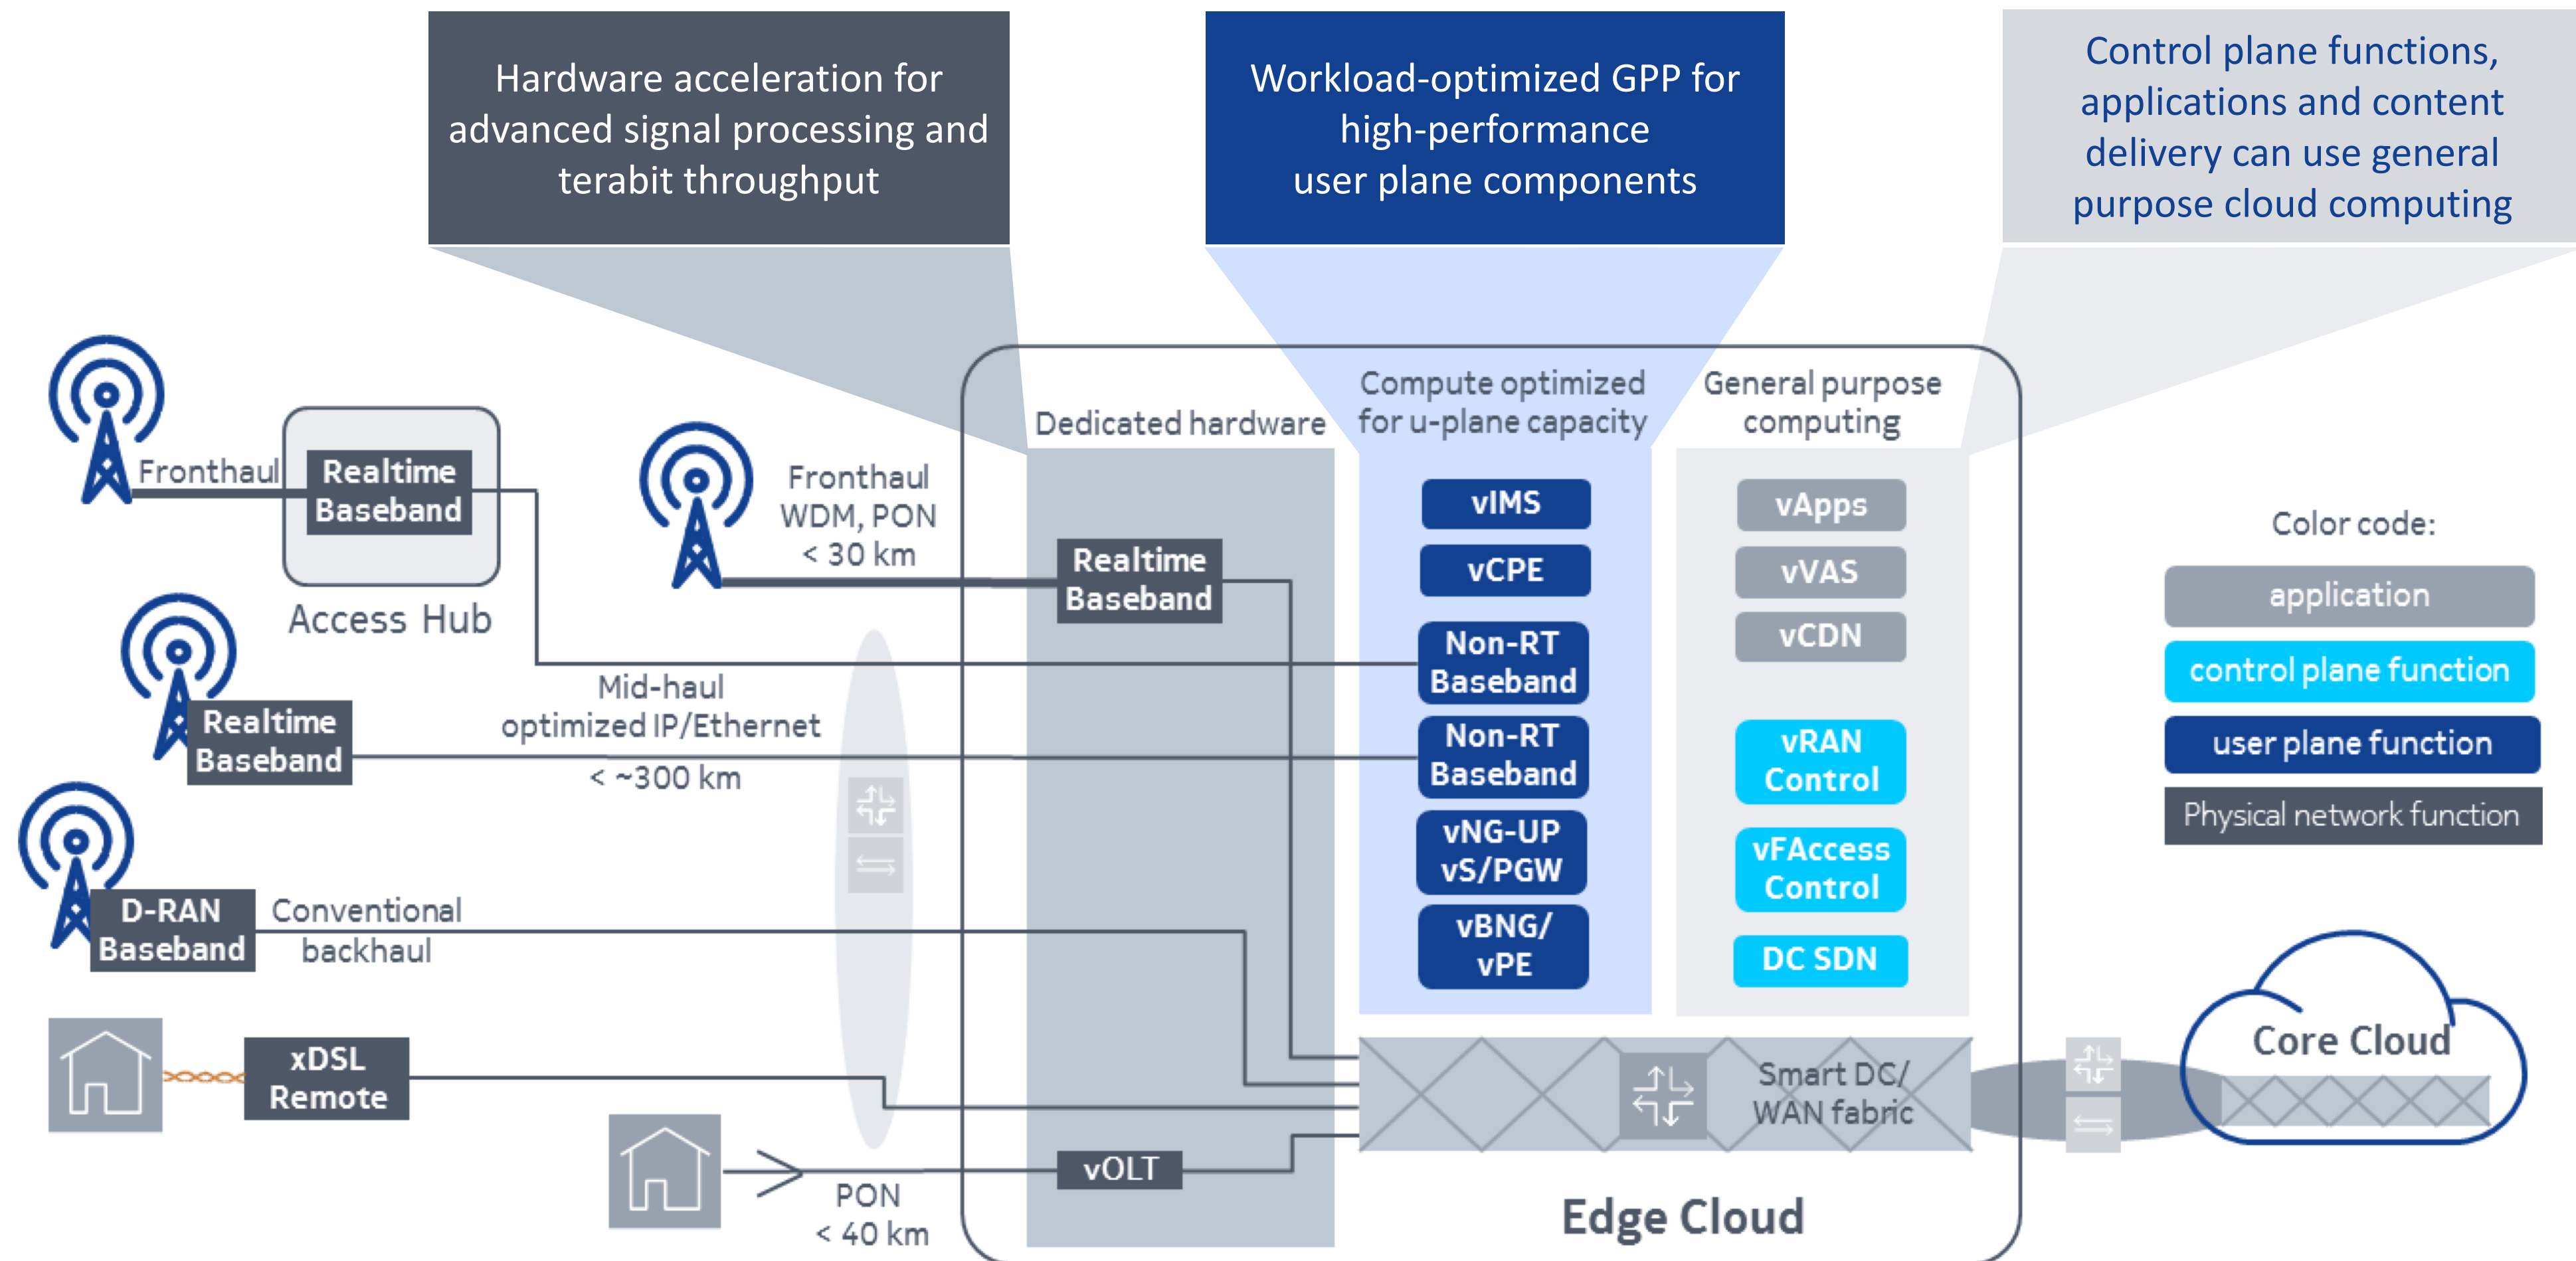 Hardware acceleration for
advanced signal processing and
terabit throughput
Workload-optimized GPP for
high-performance
user plane components
Control plane functions,
applications and content
delivery can use general
purpose cloud computing
Fronthaul
Realtime
Baseband
Access Hub
Fronthaul
WDM, PON
< 30 km
Realtime
Baseband
Mid-haul
optimized IP/Ethernet
< ~300 km
D-RAN
Baseband
Conventional
backhaul
xDSL
Remote
PON
< 40 km
Dedicated hardware
Realtime
Baseband
vOLT
Compute optimized
for u-plane capacity
vIMS
vCPE
Non-RT
Baseband
Non-RT
Baseband
vNG-UP
vS/PGW
vBNG/
vPE
General purpose
computing
vApps
vVAS
vCDN
vRAN
Control
vFAccess
Control
DC SDN
Smart DC/
WAN fabric
Edge Cloud
Color code:
application
control plane function
user plane function
Physical network function
Core Cloud